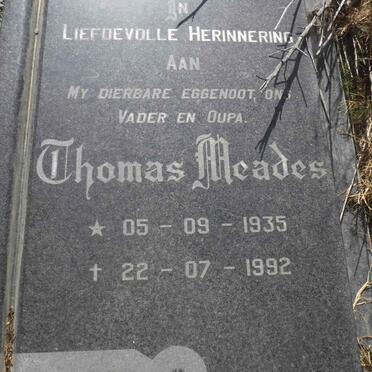 IN
LIEFDEVOLLE HERINNERING
AAN
MY DIERBARE EGGENOOT, ONS
VADER EN OUPA.
Thomas Meades
★ 05 - 09 - 1935
✝ 22 - 07 - 1992